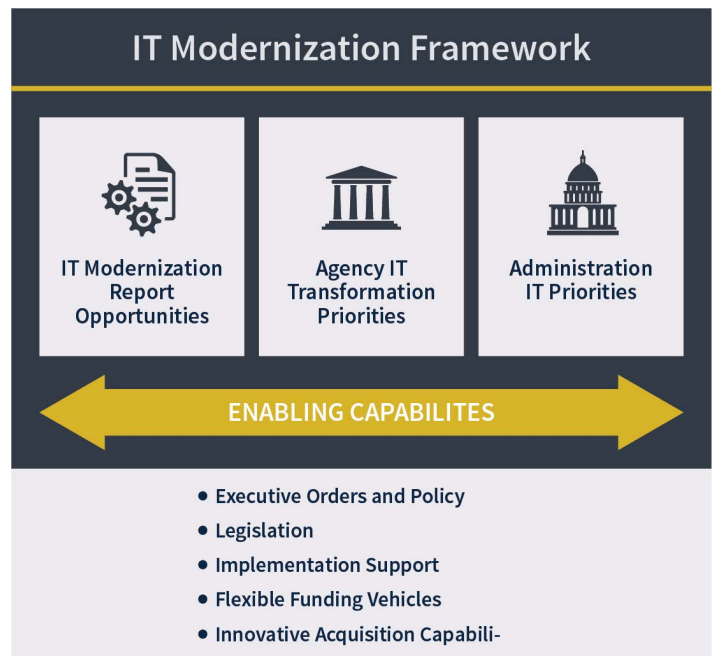 IT Modernization Framework
IT Modernization
Report
Opportunities
Agency IT
Transformation
Priorities
Administration
IT Priorities
ENABLING CAPABILITES
• Executive Orders and Policy
• Legislation
• Implementation Support
• Flexible Funding Vehicles
• Innovative Acquisition Capabili-